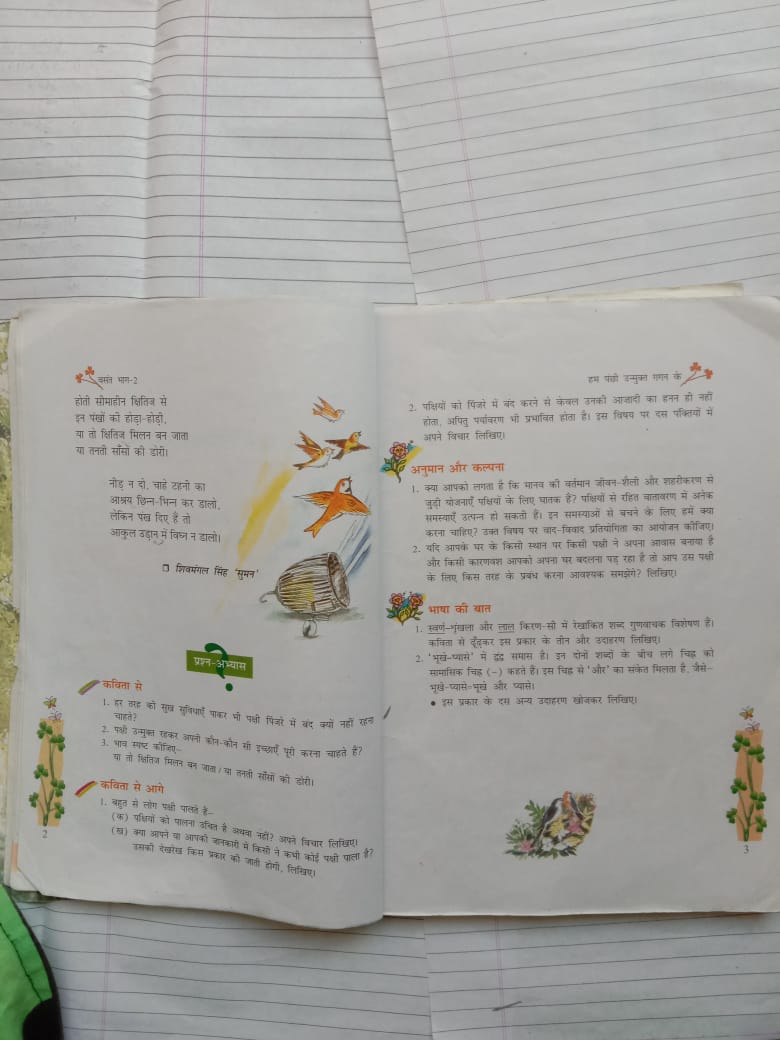 वसंत भाग-2
होती सीमाहीन क्षितिज से
इन पंखों की होड़ा-होड़ी,
या तो क्षितिज मिलन बन जाता
या तनती साँसों की डोरी।
नीड़ न दो, चाहे टहनी का
आश्रय छिन्न-भिन्न कर डालो,
लेकिन पंख दिए हैं तो
आकुल उड़ान में विघ्न न डालो।
❒ शिवमंगल सिंह 'सुमन'
प्रश्न-अभ्यास
?
कविता से
1. हर तरह की सुख सुविधाएँ पाकर भी पक्षी पिंजरे में बंद क्यों नहीं रहना
चाहते?
2. पक्षी उन्मुक्त रहकर अपनी कौन-कौन सी इच्छाएँ पूरी करना चाहते हैं?
3. भाव स्पष्ट कीजिए–
या तो क्षितिज मिलन बन जाता / या तनती साँसों की डोरी।
कविता से आगे
1. बहुत से लोग पक्षी पालते हैं–
(क) पक्षियों को पालना उचित है अथवा नहीं? अपने विचार लिखिए।
(ख) क्या आपने या आपकी जानकारी में किसी ने कभी कोई पक्षी पाला है?
उसकी देखरेख किस प्रकार की जाती होगी, लिखिए।
2
हम पंछी उन्मुक्त गगन के
2. पक्षियों को पिंजरे में बंद करने से केवल उनकी आजादी का हनन ही नहीं
होता, अपितु पर्यावरण भी प्रभावित होता है। इस विषय पर दस पंक्तियों में
अपने विचार लिखिए।
अनुमान और कल्पना
1. क्या आपको लगता है कि मानव की वर्तमान जीवन-शैली और शहरीकरण से
जुड़ी योजनाएँ पक्षियों के लिए घातक हैं? पक्षियों से रहित वातावरण में अनेक
समस्याएँ उत्पन्न हो सकती हैं। इन समस्याओं से बचने के लिए हमें क्या
करना चाहिए? उक्त विषय पर वाद-विवाद प्रतियोगिता का आयोजन कीजिए।
2. यदि आपके घर के किसी स्थान पर किसी पक्षी ने अपना आवास बनाया है
और किसी कारणवश आपको अपना घर बदलना पड़ रहा है तो आप उस पक्षी
के लिए किस तरह के प्रबंध करना आवश्यक समझेंगे? लिखिए।
भाषा की बात
1. स्वर्ण-शृंखला और लाल किरण-सी में रेखांकित शब्द गुणवाचक विशेषण हैं।
कविता से ढूँढ़कर इस प्रकार के तीन और उदाहरण लिखिए।
2. 'भूखे-प्यासे' में द्वंद्व समास है। इन दोनों शब्दों के बीच लगे चिह्न को
सामासिक चिह्न (-) कहते हैं। इस चिह्न से 'और' का संकेत मिलता है, जैसे–
भूखे-प्यासे=भूखे और प्यासे।
● इस प्रकार के दस अन्य उदाहरण खोजकर लिखिए।
3